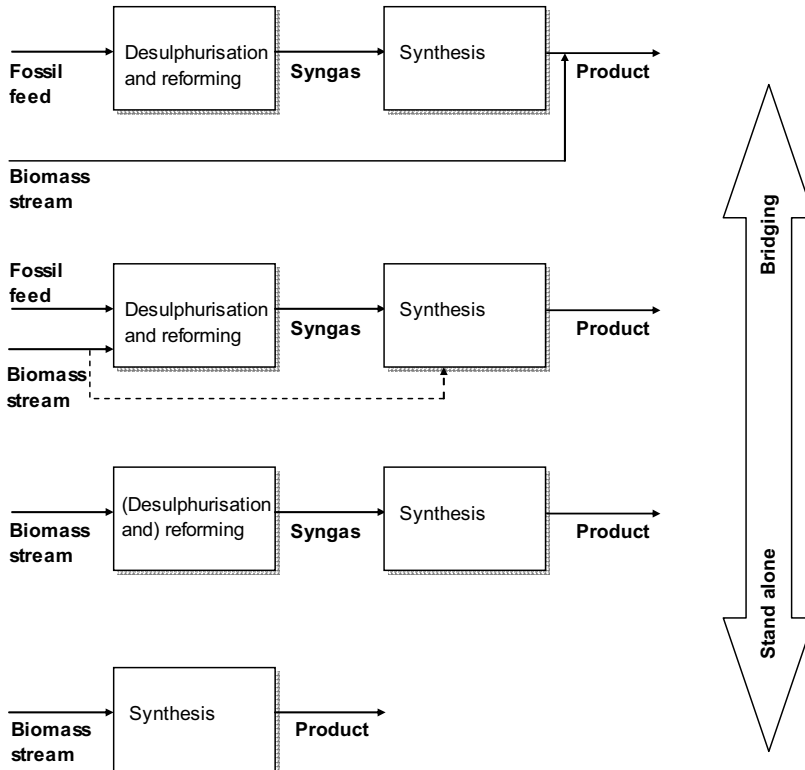 Fossil
feed
Desulphurisation
and reforming
Syngas
Synthesis
Product
Biomass
stream
Fossil
feed
Desulphurisation
and reforming
Syngas
Synthesis
Product
Biomass
stream
Biomass
stream
(Desulphurisation
and) reforming
Syngas
Synthesis
Product
Biomass
stream
Synthesis
Product
Bridging
Stand alone